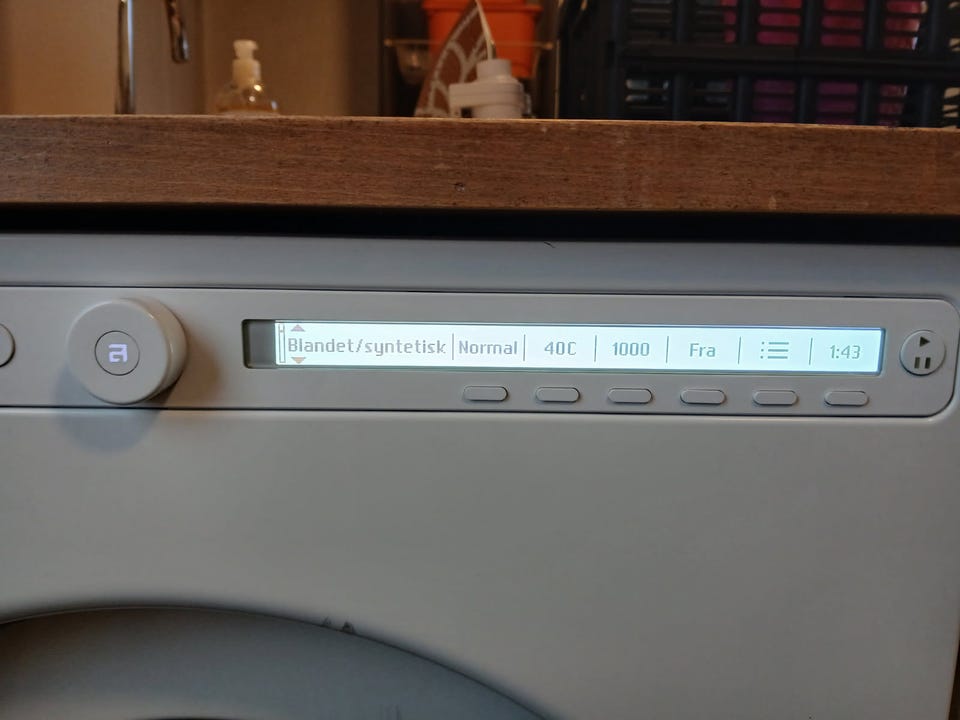 a
Blandet/syntetisk Normal 40C 1000 Fra 1:43